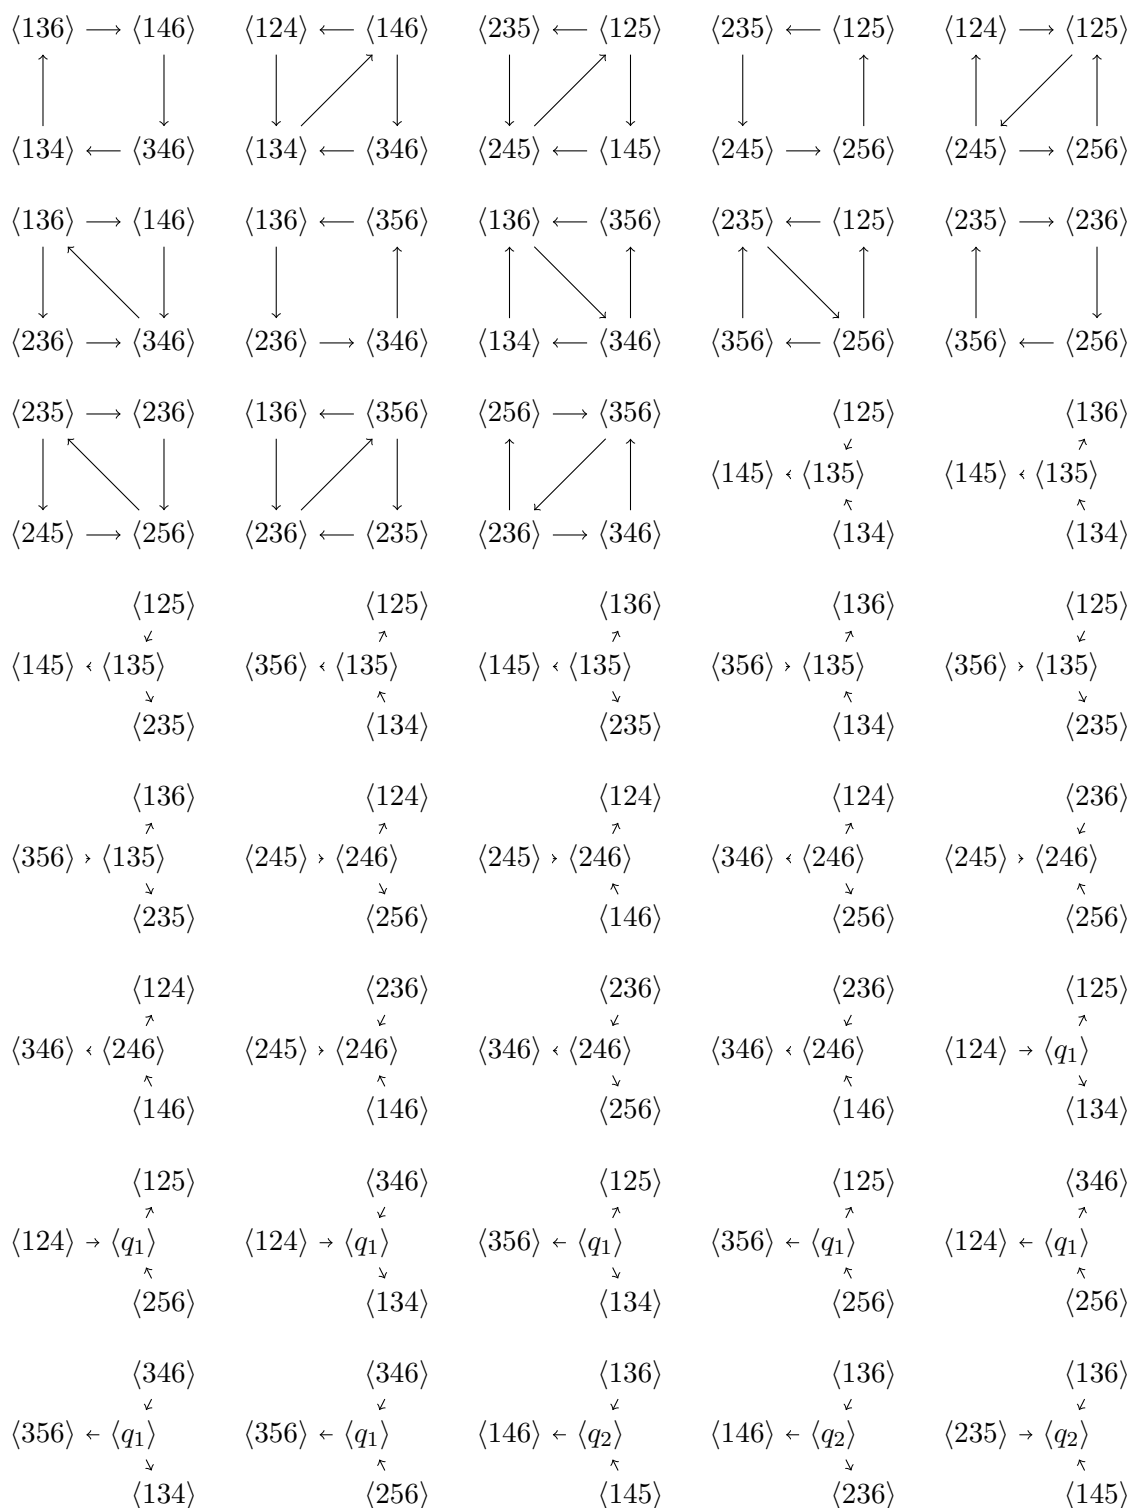 ⟨136⟩ → ⟨146⟩ ⟨124⟩ ← ⟨146⟩ ⟨235⟩ ← ⟨125⟩ ⟨235⟩ ← ⟨125⟩ ⟨124⟩ → ⟨125⟩
⟨134⟩ ← ⟨346⟩ ⟨134⟩ ← ⟨346⟩ ⟨245⟩ ← ⟨145⟩ ⟨245⟩ → ⟨256⟩ ⟨245⟩ → ⟨256⟩
⟨136⟩ → ⟨146⟩ ⟨136⟩ ← ⟨356⟩ ⟨136⟩ ← ⟨356⟩ ⟨235⟩ ← ⟨125⟩ ⟨235⟩ → ⟨236⟩
⟨236⟩ → ⟨346⟩ ⟨236⟩ → ⟨346⟩ ⟨134⟩ ← ⟨346⟩ ⟨356⟩ ← ⟨256⟩ ⟨356⟩ ← ⟨256⟩
⟨235⟩ → ⟨236⟩ ⟨136⟩ ← ⟨356⟩ ⟨256⟩ → ⟨356⟩ ⟨125⟩ ⟨136⟩
⟨145⟩ ← ⟨135⟩ ⟨145⟩ ← ⟨135⟩
⟨245⟩ → ⟨256⟩ ⟨236⟩ ← ⟨235⟩ ⟨236⟩ → ⟨346⟩ ⟨134⟩ ⟨134⟩
⟨125⟩ ⟨125⟩ ⟨136⟩ ⟨136⟩ ⟨125⟩
⟨145⟩ ← ⟨135⟩ ⟨356⟩ ← ⟨135⟩ ⟨145⟩ ← ⟨135⟩ ⟨356⟩ → ⟨135⟩ ⟨356⟩ → ⟨135⟩
⟨235⟩ ⟨134⟩ ⟨235⟩ ⟨134⟩ ⟨235⟩
⟨136⟩ ⟨124⟩ ⟨124⟩ ⟨124⟩ ⟨236⟩
⟨356⟩ → ⟨135⟩ ⟨245⟩ → ⟨246⟩ ⟨245⟩ → ⟨246⟩ ⟨346⟩ ← ⟨246⟩ ⟨245⟩ → ⟨246⟩
⟨235⟩ ⟨256⟩ ⟨146⟩ ⟨256⟩ ⟨256⟩
⟨124⟩ ⟨236⟩ ⟨236⟩ ⟨236⟩ ⟨125⟩
⟨346⟩ ← ⟨246⟩ ⟨245⟩ → ⟨246⟩ ⟨346⟩ ← ⟨246⟩ ⟨346⟩ ← ⟨246⟩ ⟨124⟩ → ⟨q₁⟩
⟨146⟩ ⟨146⟩ ⟨256⟩ ⟨146⟩ ⟨134⟩
⟨125⟩ ⟨346⟩ ⟨125⟩ ⟨125⟩ ⟨346⟩
⟨124⟩ → ⟨q₁⟩ ⟨124⟩ → ⟨q₁⟩ ⟨356⟩ ← ⟨q₁⟩ ⟨356⟩ ← ⟨q₁⟩ ⟨124⟩ ← ⟨q₁⟩
⟨256⟩ ⟨134⟩ ⟨134⟩ ⟨256⟩ ⟨256⟩
⟨346⟩ ⟨346⟩ ⟨136⟩ ⟨136⟩ ⟨136⟩
⟨356⟩ ← ⟨q₁⟩ ⟨356⟩ ← ⟨q₁⟩ ⟨146⟩ ← ⟨q₂⟩ ⟨146⟩ ← ⟨q₂⟩ ⟨235⟩ → ⟨q₂⟩
⟨134⟩ ⟨256⟩ ⟨145⟩ ⟨236⟩ ⟨145⟩